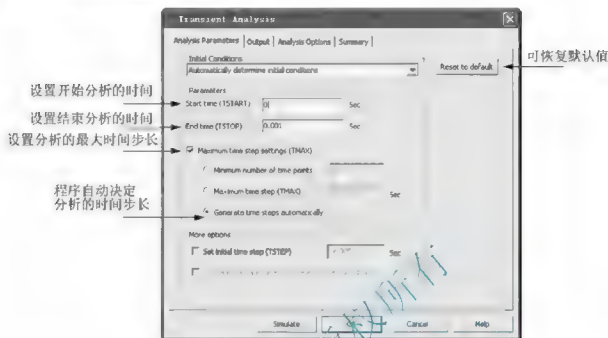 Transient Analysis
Analysis Parameters | Output | Analysis Options | Summary
Initial Conditions
Automatically determine initial conditions
Reset to default
可恢复默认值
Parameters
设置开始分析的时间
Start time (TSTART) 0 Sec
设置结束分析的时间
End time (TSTOP) 0.001 Sec
设置分析的最大时间步长
Maximum time step settings (TMAX)
Minimum number of time points
Maximum time step (TMAX) Sec
程序自动决定
分析的时间步长
Generate time steps automatically
More options
Set initial time step (TSTEP) Sec
Simulate
Cancel
Help